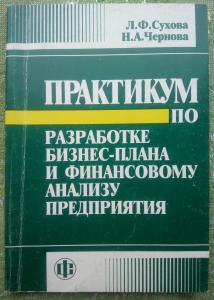 Л.Ф.Сухова
Н.А.Чернова
ПРАКТИКУМ
ПО
РАЗРАБОТКЕ
БИЗНЕС-ПЛАНА
И ФИНАНСОВОМУ
АНАЛИЗУ
ПРЕДПРИЯТИЯ